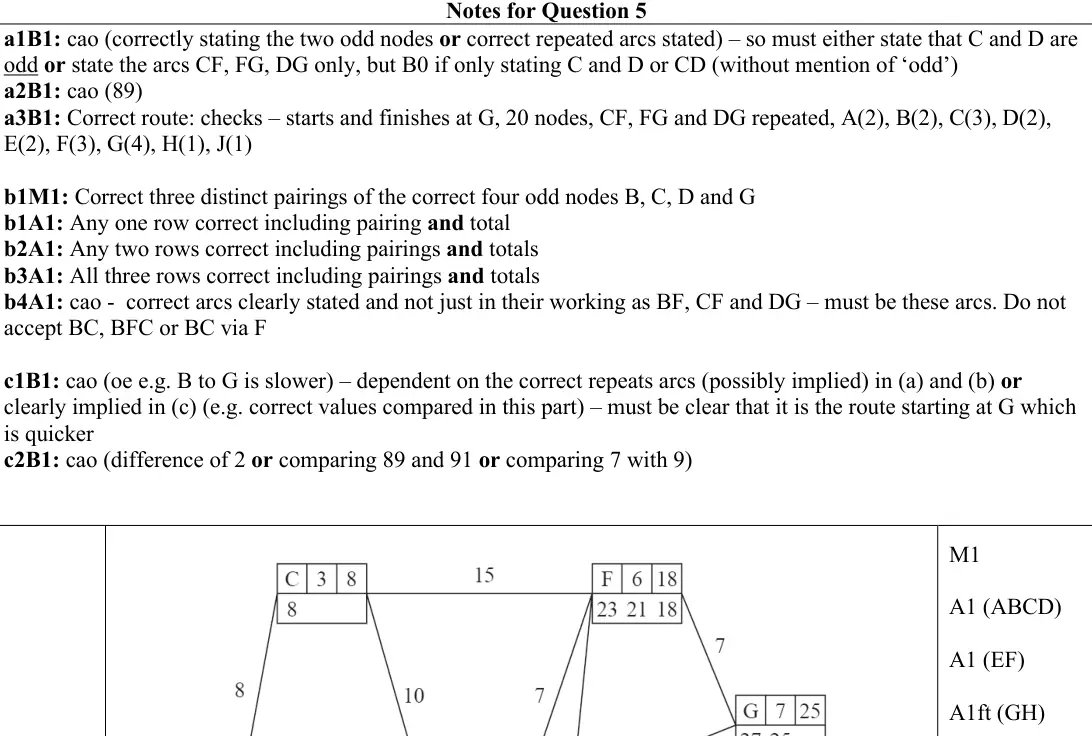 Notes for Question 5
a1B1: cao (correctly stating the two odd nodes or correct repeated arcs stated) – so must either state that C and D are
odd or state the arcs CF, FG, DG only, but B0 if only stating C and D or CD (without mention of ‘odd’)
a2B1: cao (89)
a3B1: Correct route: checks – starts and finishes at G, 20 nodes, CF, FG and DG repeated, A(2), B(2), C(3), D(2),
E(2), F(3), G(4), H(1), J(1)
b1M1: Correct three distinct pairings of the correct four odd nodes B, C, D and G
b1A1: Any one row correct including pairing and total
b2A1: Any two rows correct including pairings and totals
b3A1: All three rows correct including pairings and totals
b4A1: cao - correct arcs clearly stated and not just in their working as BF, CF and DG – must be these arcs. Do not
accept BC, BFC or BC via F
c1B1: cao (oe e.g. B to G is slower) – dependent on the correct repeats arcs (possibly implied) in (a) and (b) or
clearly implied in (c) (e.g. correct values compared in this part) – must be clear that it is the route starting at G which
is quicker
c2B1: cao (difference of 2 or comparing 89 and 91 or comparing 7 with 9)
M1
C 3 8
15
F 6 18
8
23 21 18
A1 (ABCD)
7
A1 (EF)
8
10
7
G 7 25
A1ft (GH)